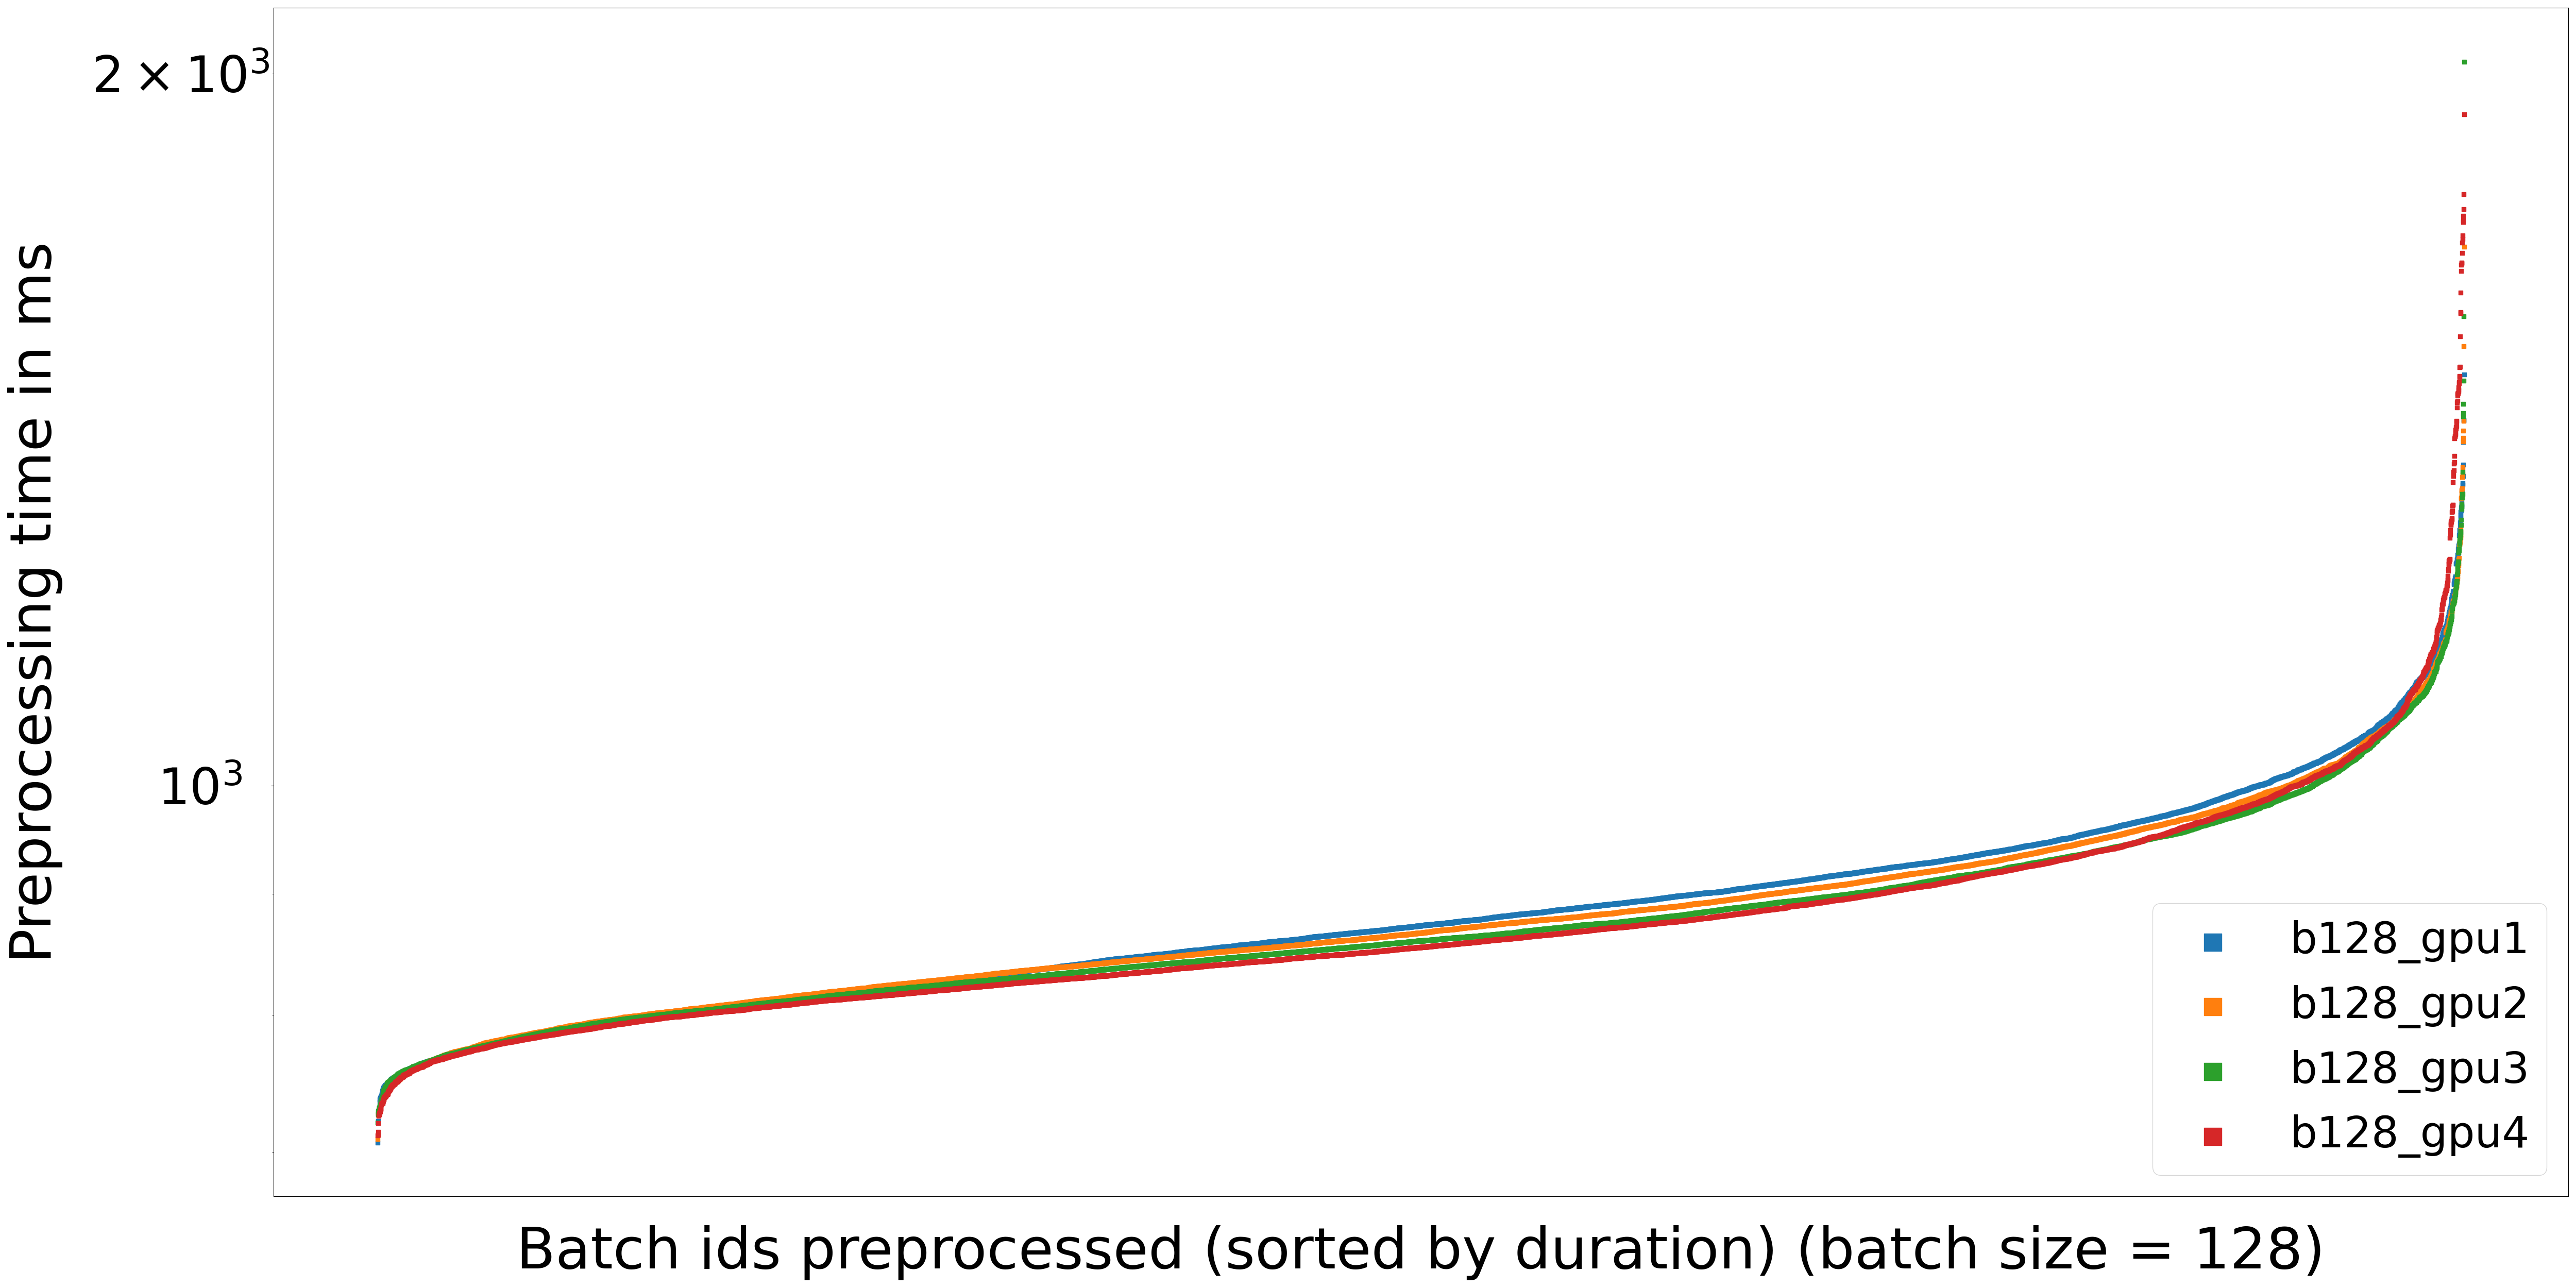 2 × 10³
10³
Preprocessing time in ms
b128_gpu1
b128_gpu2
b128_gpu3
b128_gpu4
Batch ids preprocessed (sorted by duration) (batch size = 128)